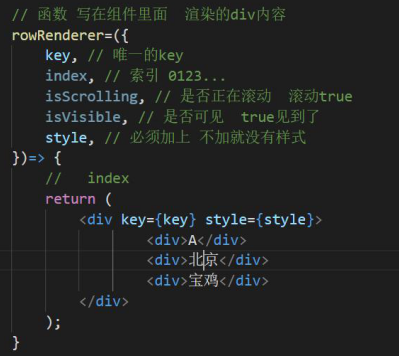 // 函数 写在组件里面  渲染的div内容
rowRenderer=({
    key, // 唯一的key
    index, // 索引 0123...
    isScrolling, // 是否正在滚动  滚动true
    isVisible, // 是否可见  true见到了
    style, // 必须加上 不加就没有样式
})=> {
    //   index
    return (
        <div key={key} style={style}>
                <div>A</div>
                <div>北京</div>
                <div>宝鸡</div>
        </div>
    );
}